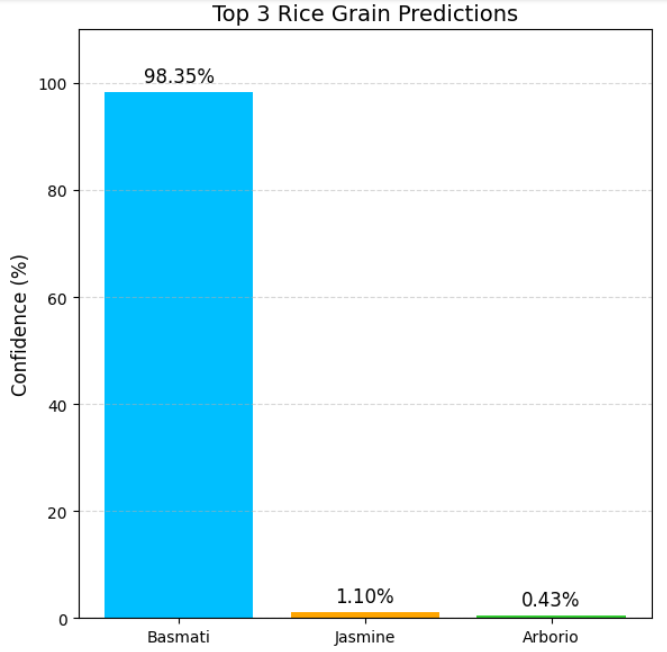 Top 3 Rice Grain Predictions
98.35%
100
80
60
40
20
0
Confidence (%)
1.10%
0.43%
Basmati
Jasmine
Arborio